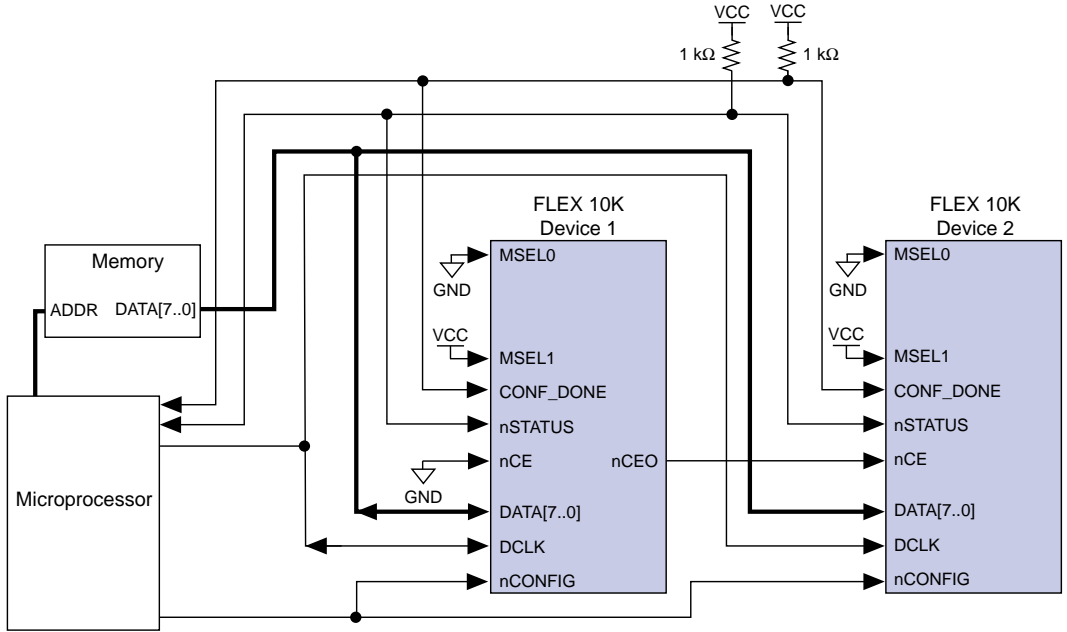 VCC VCC
1 kΩ 1 kΩ
FLEX 10K
Device 1
FLEX 10K
Device 2
Memory
ADDR DATA[7..0]
Microprocessor
MSEL0
GND
VCC
MSEL1
CONF_DONE
nSTATUS
nCE nCEO
GND
DATA[7..0]
DCLK
nCONFIG
MSEL0
GND
VCC
MSEL1
CONF_DONE
nSTATUS
nCE
DATA[7..0]
DCLK
nCONFIG